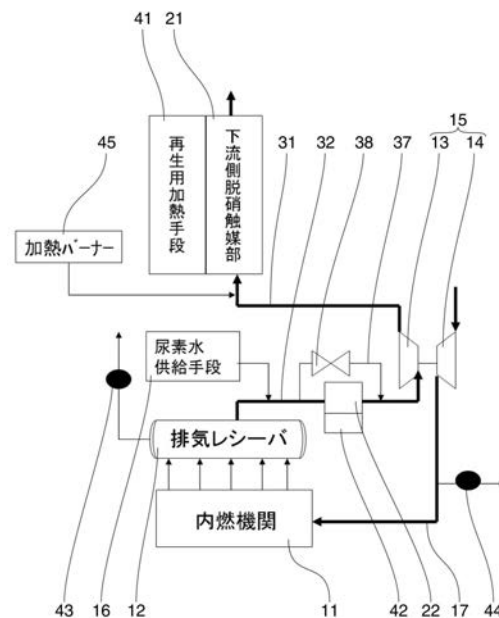 41 21
15
45 31 32 38 37 13 14
再生用加熱手段
下流側脱硝触媒部
加熱バーナー
尿素水
供給手段
排気レシーバ
内燃機関
43 16 12 11 42 22 17 44